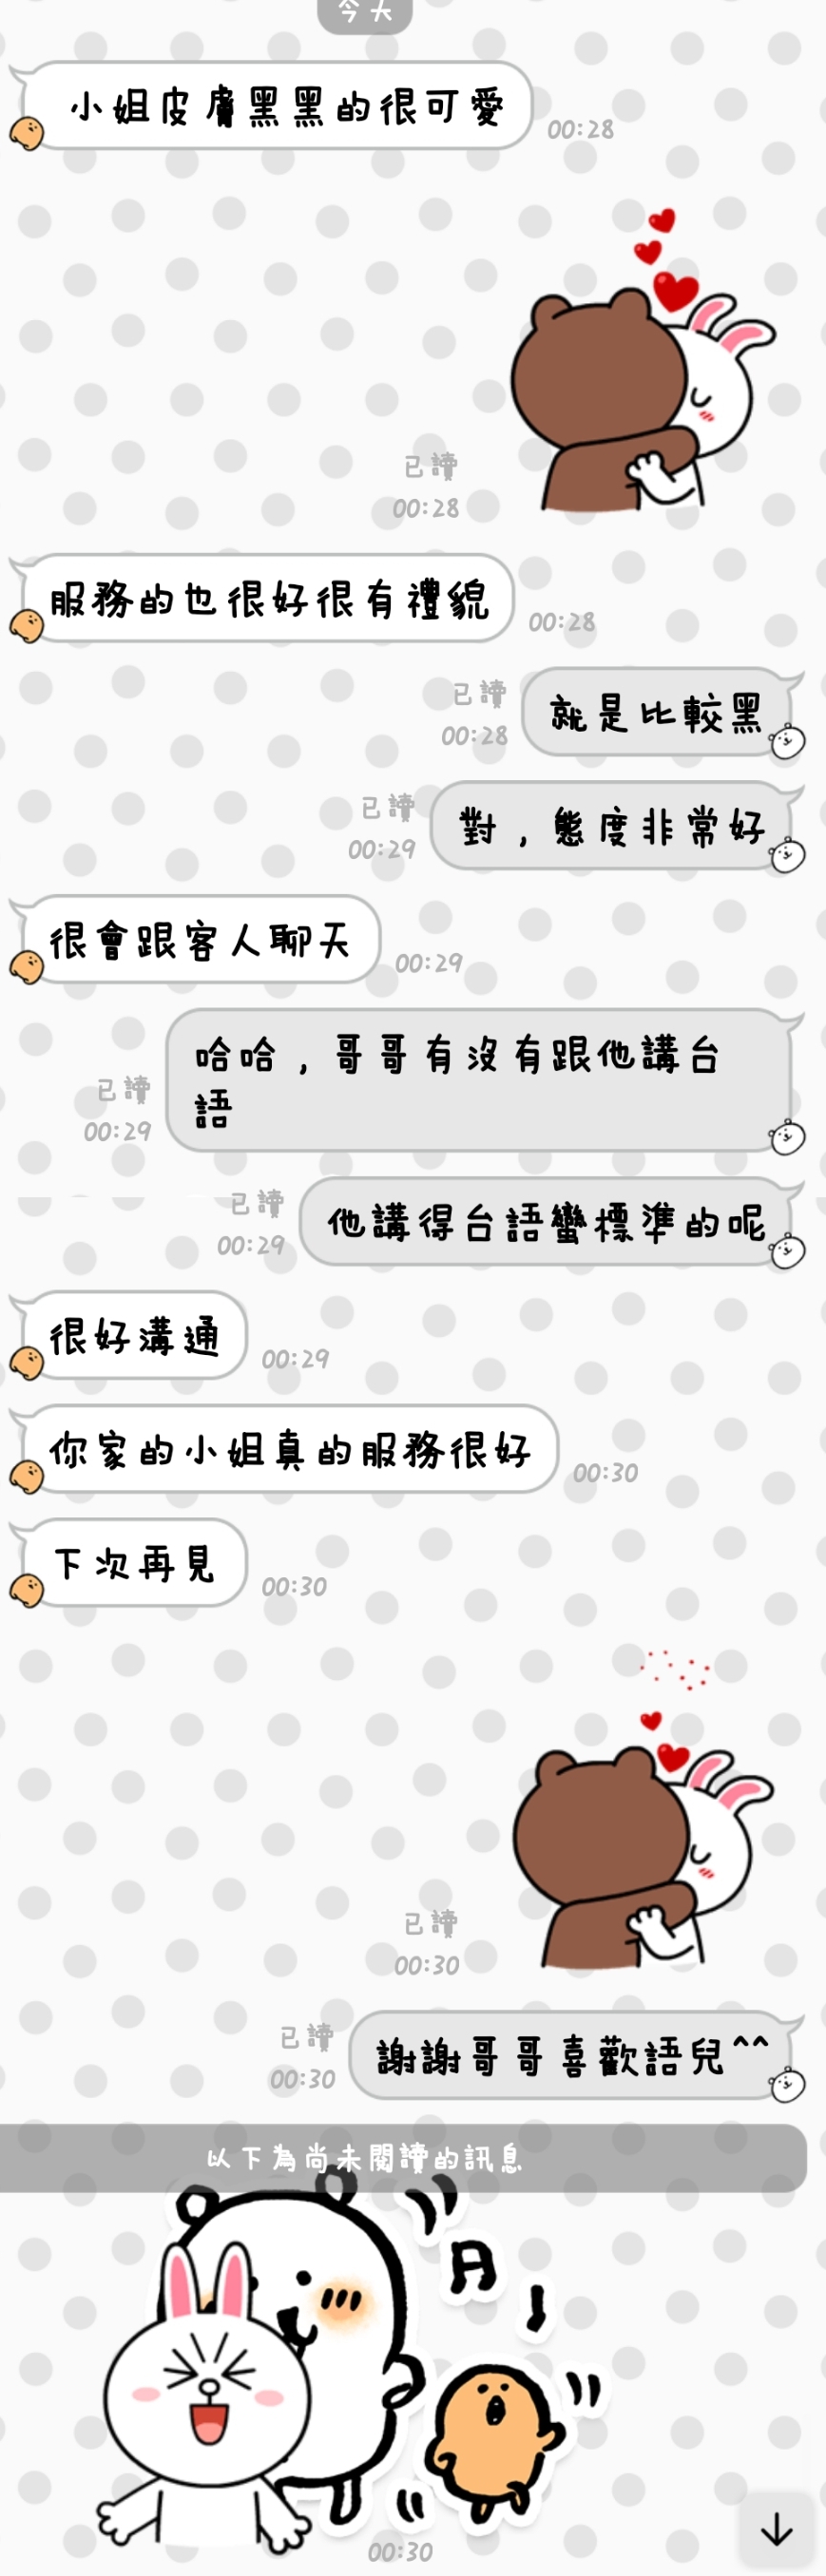 今天
小姐皮膚黑黑的很可愛
00:28
已讀
00:28
服務的也很好很有禮貌
00:28
已讀
00:28
就是比較黑
已讀
00:29
對，態度非常好
很會跟客人聊天
00:29
哈哈，哥哥有沒有跟他講台
語
已讀
00:29
已讀
00:29
他講得台語蠻標準的呢
很好溝通
00:29
你家的小姐真的服務很好
00:30
下次再見
00:30
已讀
00:30
已讀
00:30
謝謝哥哥喜歡語兒^^
以下為尚未閱讀的訊息
00:30